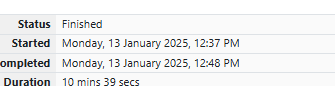 Status Finished
Started Monday, 13 January 2025, 12:37 PM
ompleted Monday, 13 January 2025, 12:48 PM
Duration 10 mins 39 secs